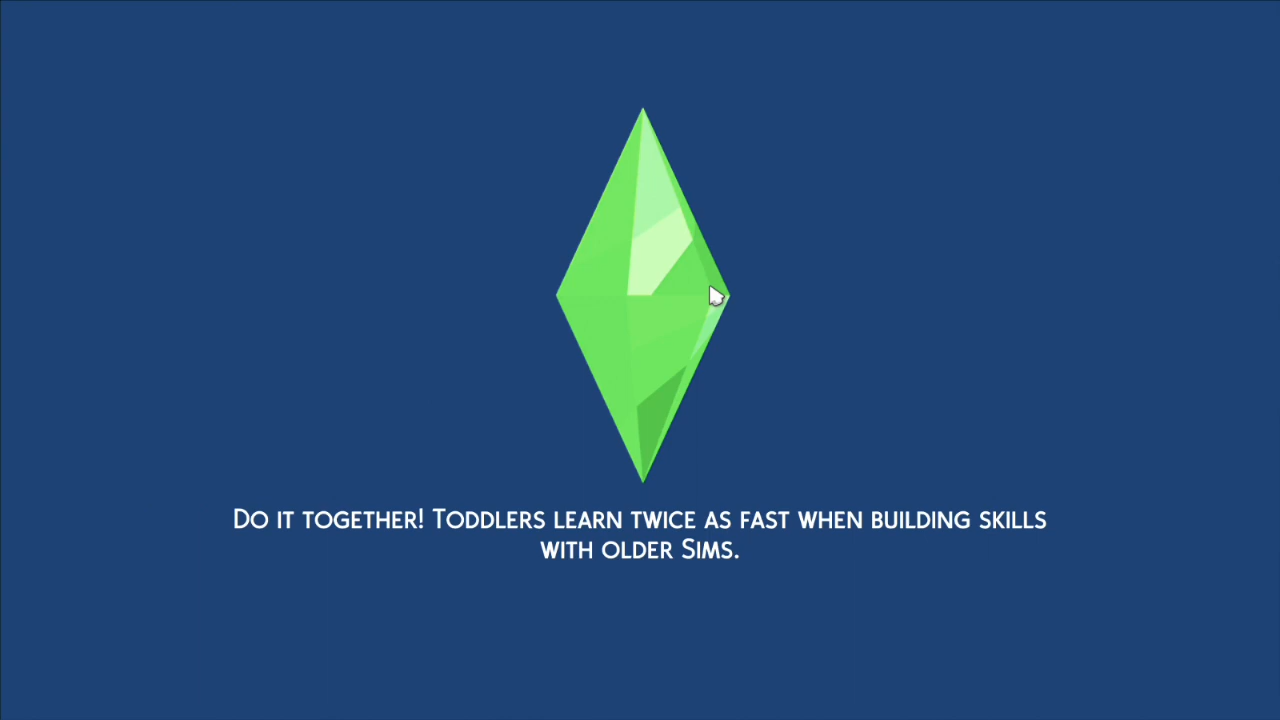 Do it together! Toddlers learn twice as fast when building skills
with older Sims.